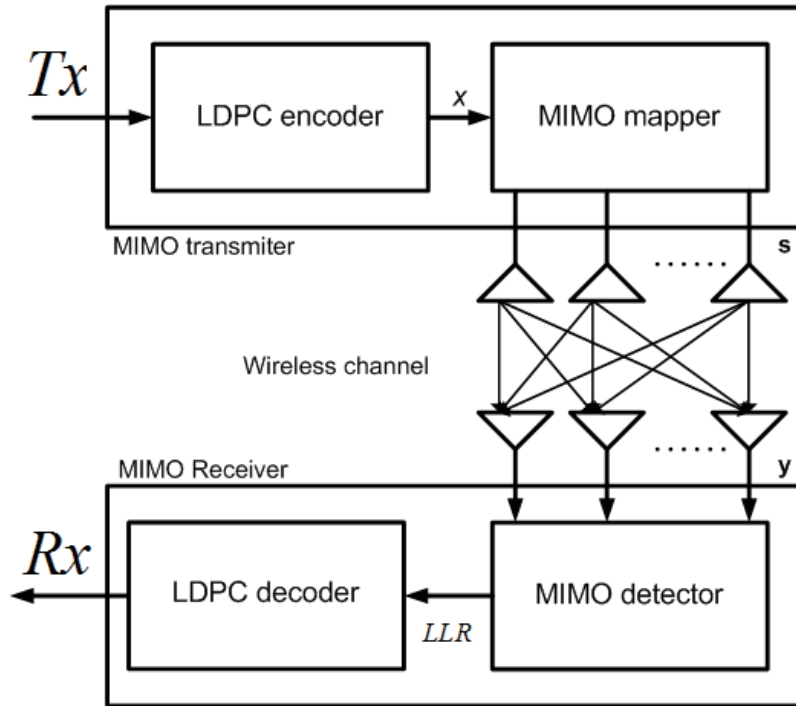 Tx
LDPC encoder
x
MIMO mapper
MIMO transmiter
s
......
Wireless channel
MIMO Receiver
......
y
Rx
LDPC decoder
LLR
MIMO detector